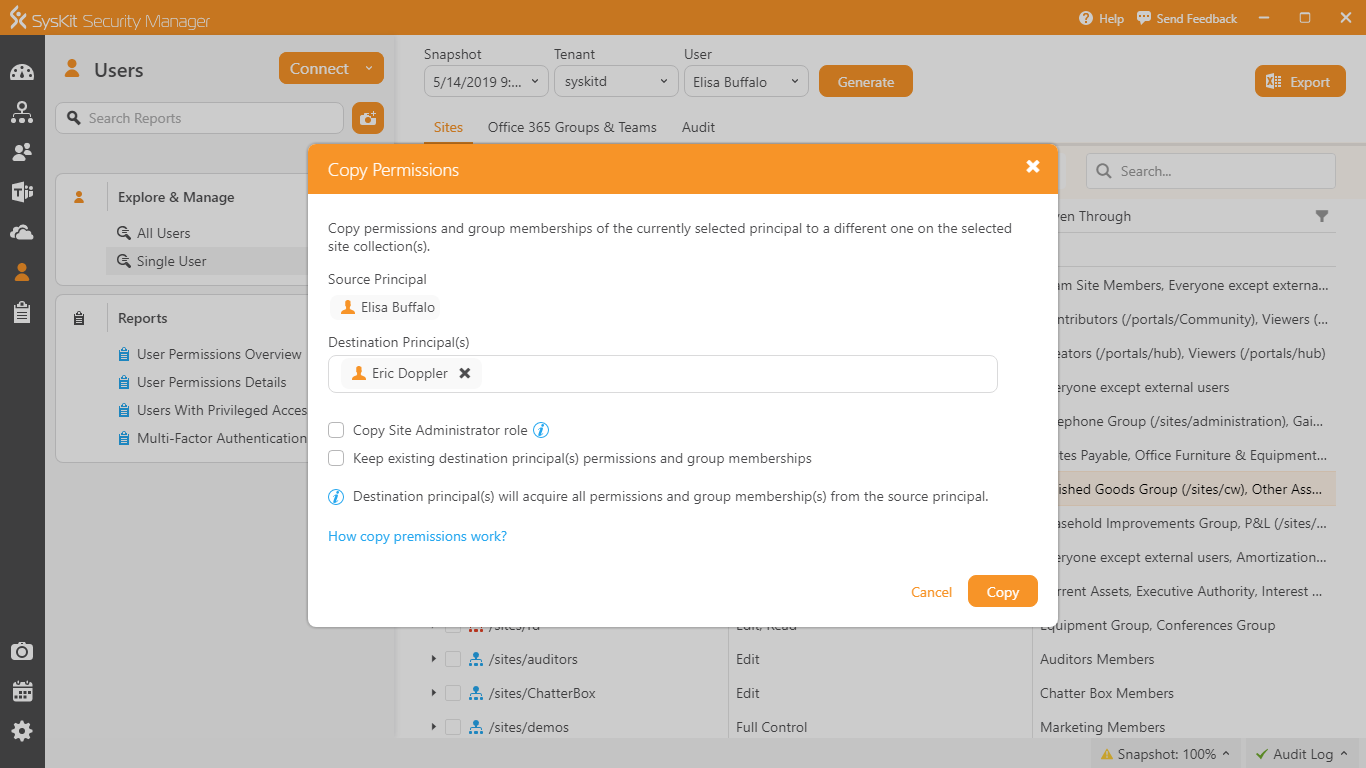 SysKit Security Manager
Help
Send Feedback
Users
Connect
Search Reports
Explore & Manage
All Users
Single User
Reports
User Permissions Overview
User Permissions Details
Users With Privileged Acces
Multi-Factor Authentication
Snapshot
Tenant
User
5/14/2019 9:...
syskitd
Elisa Buffalo
Generate
Export
Sites
Office 365 Groups & Teams
Audit
Search...
Copy Permissions
Copy permissions and group memberships of the currently selected principal to a different one on the selected
site collection(s).
Source Principal
Elisa Buffalo
Destination Principal(s)
Eric Doppler
Copy Site Administrator role
Keep existing destination principal(s) permissions and group memberships
Destination principal(s) will acquire all permissions and group membership(s) from the source principal.
How copy premissions work?
Cancel
Copy
ven Through
am Site Members, Everyone except externa...
ntributors (/portals/Community), Viewers (...
eators (/portals/hub), Viewers (/portals/hub)
eryone except external users
ephone Group (/sites/administration), Gai...
tes Payable, Office Furniture & Equipment...
ished Goods Group (/sites/cw), Other Ass...
usehold Improvements Group, P&L (/sites/...
eryone except external users, Amortization...
rrent Assets, Executive Authority, Interest ...
Edit, Read Equipment Group, Conferences Group
/sites/auditors Edit Auditors Members
/sites/ChatterBox Edit Chatter Box Members
/sites/demos Full Control Marketing Members
Snapshot: 100%
Audit Log